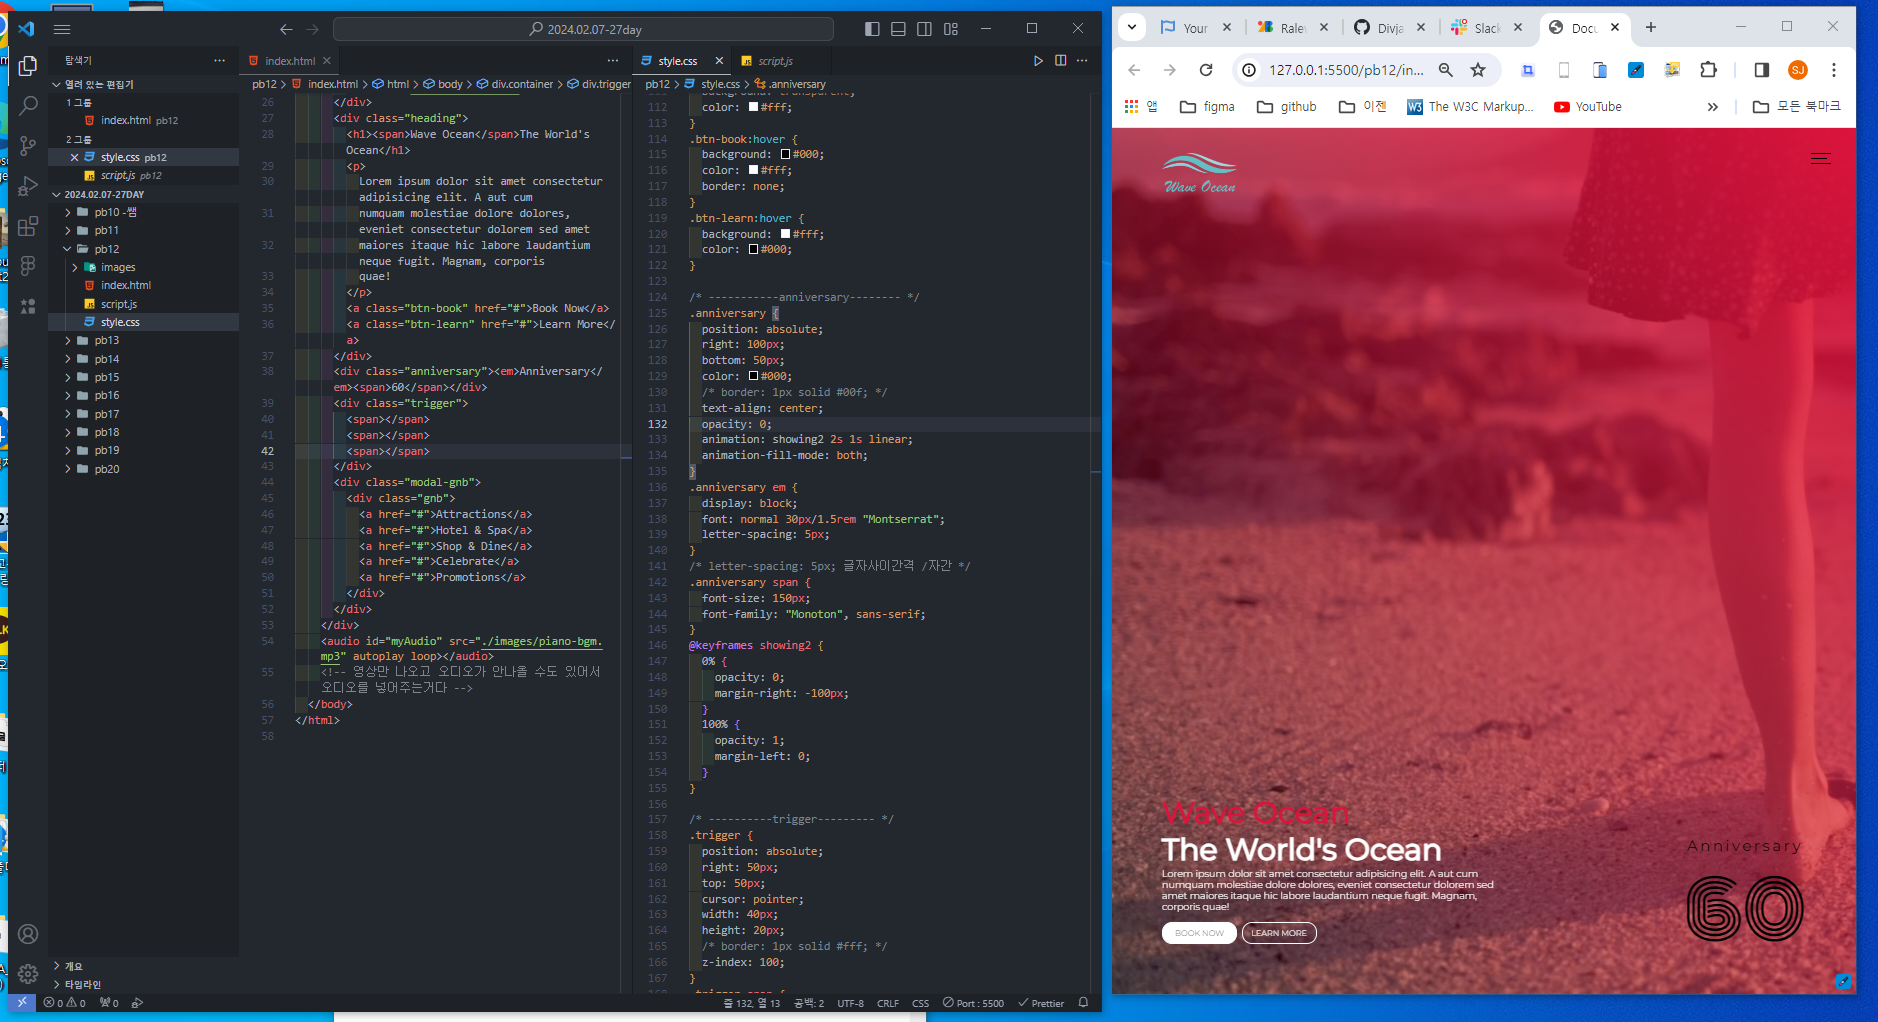 2024.02.07-27day
탐색기
열려 있는 편집기
1 그룹
index.html pb12
2 그룹
style.css pb12
script.js pb12
2024.02.07-27DAY
pb10 -쌤
pb11
pb12
images
index.html
script.js
style.css
pb13
pb14
pb15
pb16
pb17
pb18
pb19
pb20
개요
타임라인
index.html
pb12 > index.html > html > body > div.container > div.trigger
26 </div>
27 <div class="heading">
28 <h1><span>Wave Ocean</span>The World's
Ocean</h1>
29 <p>
30 Lorem ipsum dolor sit amet consectetur
adipisicing elit. A aut cum
31 numquam molestiae dolore dolores,
eveniet consectetur dolorem sed amet
32 maiores itaque hic labore laudantium
neque fugit. Magnam, corporis
33 quae!
34 </p>
35 <a class="btn-book" href="#">Book Now</a>
36 <a class="btn-learn" href="#">Learn More</
a>
37 </div>
38 <div class="anniversary"><em>Anniversary</
em><span>60</span></div>
39 <div class="trigger">
40 <span></span>
41 <span></span>
42 <span></span>
43 </div>
44 <div class="modal-gnb">
45 <div class="gnb">
46 <a href="#">Attractions</a>
47 <a href="#">Hotel & Spa</a>
48 <a href="#">Shop & Dine</a>
49 <a href="#">Celebrate</a>
50 <a href="#">Promotions</a>
51 </div>
52 </div>
53 </div>
54 <audio id="myAudio" src="./images/piano-bgm.
mp3" autoplay loop></audio>
55 <!-- 영상만 나오고 오디오가 안나올 수도 있어서
오디오를 넣어주는거다 -->
56 </body>
57 </html>
58
style.css
script.js
pb12 > style.css > .anniversary
background: transparent;
112 color: #fff;
113 }
114 .btn-book:hover {
115 background: #000;
116 color: #fff;
117 border: none;
118 }
119 .btn-learn:hover {
120 background: #fff;
121 color: #000;
122 }
123
124 /* -----------anniversary-------- */
125 .anniversary {
126 position: absolute;
127 right: 100px;
128 bottom: 50px;
129 color: #000;
130 /* border: 1px solid #00f; */
131 text-align: center;
132 opacity: 0;
133 animation: showing2 2s 1s linear;
134 animation-fill-mode: both;
135 }
136 .anniversary em {
137 display: block;
138 font: normal 30px/1.5rem "Montserrat";
139 letter-spacing: 5px;
140 }
141 /* letter-spacing: 5px; 글자사이간격 /자간 */
142 .anniversary span {
143 font-size: 150px;
144 font-family: "Monoton", sans-serif;
145 }
146 @keyframes showing2 {
147 0% {
148 opacity: 0;
149 margin-right: -100px;
150 }
151 100% {
152 opacity: 1;
153 margin-left: 0;
154 }
155 }
156
157 /* ----------trigger--------- */
158 .trigger {
159 position: absolute;
160 right: 50px;
161 top: 50px;
162 cursor: pointer;
163 width: 40px;
164 height: 20px;
165 /* border: 1px solid #fff; */
166 z-index: 100;
167 }
0 0 0
줄 132, 열 13 공백: 2 UTF-8 CRLF CSS Port : 5500 Prettier
Your
Rale
Divja
Slack
Docu
127.0.0.1:5500/pb12/in...
SJ
앱 figma github 이젠 The W3C Markup... YouTube » 모든 북마크
Wave Ocean
Wave Ocean
The World's Ocean
Lorem ipsum dolor sit amet consectetur adipisicing elit. A aut cum
numquam molestiae dolore dolores, eveniet consectetur dolorem sed
amet maiores itaque hic labore laudantium neque fugit. Magnam,
corporis quae!
BOOK NOW LEARN MORE
Anniversary
60